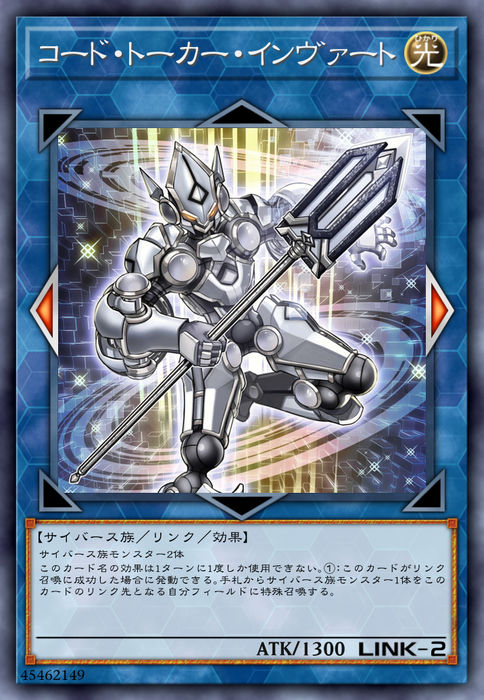 コード・トーカー・インヴァート
ひかり
光
【サイバース族／リンク／効果】
サイバース族モンスター2体
このカード名の効果は1ターンに1度しか使用できない。①：このカードがリンク
召喚に成功した場合に発動できる。手札からサイバース族モンスター1体をこの
カードのリンク先となる自分フィールドに特殊召喚する。
ATK/1300 LINK-2
45462149